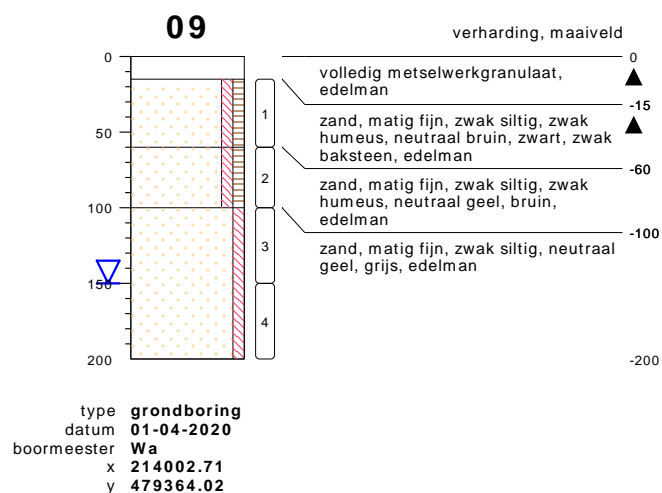 09
verharding, maaiveld
0
0
volledig metselwerkgranulaat,
edelman
-15
1
50
zand, matig fijn, zwak siltig, zwak
humeus, neutraal bruin, zwart, zwak
baksteen, edelman
-60
2
100
zand, matig fijn, zwak siltig, zwak
humeus, neutraal geel, bruin,
edelman
-100
3
zand, matig fijn, zwak siltig, neutraal
geel, grijs, edelman
150
4
200
-200
type grondboring
datum 01-04-2020
boormeester Wa
x 214002.71
y 479364.02